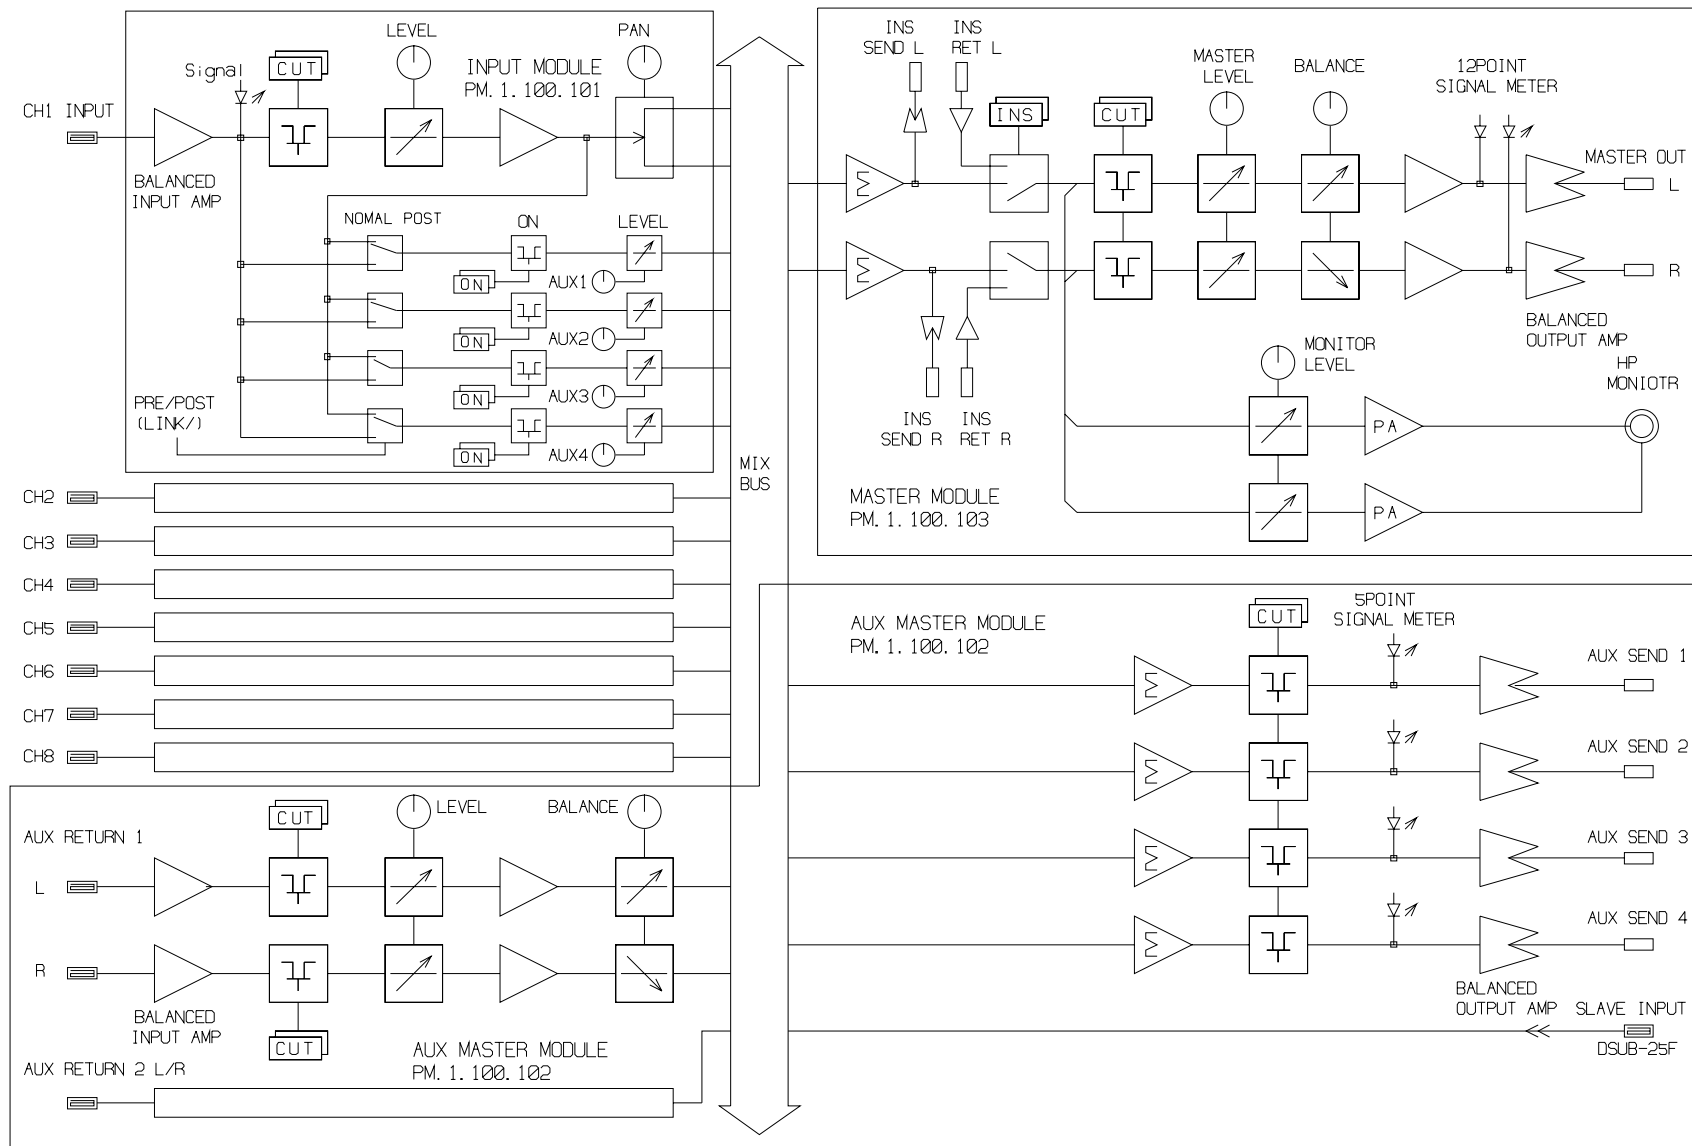 LEVEL
PAN
Signal
CUT
INPUT MODULE
PM.1.100.101
CH1 INPUT
BALANCED
INPUT AMP
NOMAL POST
ON
LEVEL
ON
AUX1
ON
AUX2
ON
AUX3
ON
AUX4
PRE/POST
(LINK/)
CH2
CH3
CH4
CH5
CH6
CH7
CH8
MIX
BUS
INS
SEND L
INS
RET L
INS
CUT
MASTER
LEVEL
BALANCE
12POINT
SIGNAL METER
MASTER OUT
L
R
Σ
Σ
INS
SEND R
INS
RET R
BALANCED
OUTPUT AMP
MONITOR
LEVEL
HP
MONIOTR
PA
PA
MASTER MODULE
PM.1.100.103
AUX MASTER MODULE
PM.1.100.102
CUT
5POINT
SIGNAL METER
AUX SEND 1
Σ
AUX SEND 2
Σ
AUX SEND 3
Σ
AUX SEND 4
Σ
BALANCED
OUTPUT AMP
SLAVE INPUT
DSUB-25F
AUX RETURN 1
CUT
LEVEL
BALANCE
L
R
BALANCED
INPUT AMP
CUT
AUX MASTER MODULE
PM.1.100.102
AUX RETURN 2 L/R